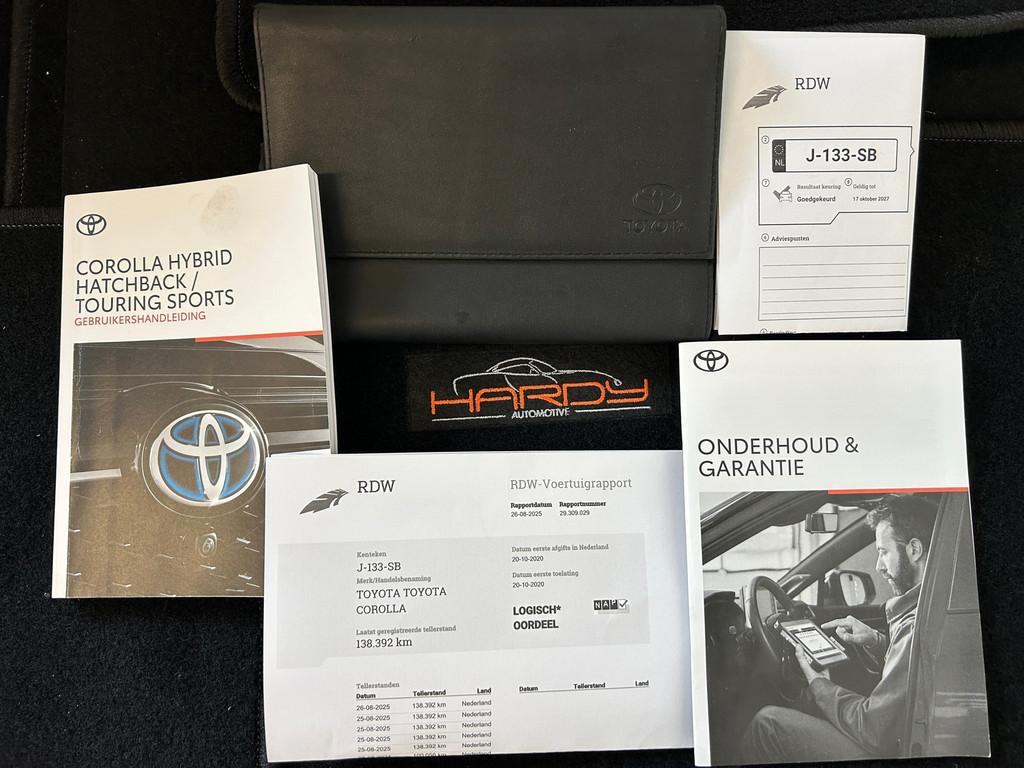 TOYOTA
RDW
NL
J-133-SB
Resultaat keuring
Goedgekeurd
Geldig tot
17 oktober 2027
Adviespunten
COROLLA HYBRID
HATCHBACK /
TOURING SPORTS
GEBRUIKERSHANDLEIDING
HARDY
AUTOMOTIVE
ONDERHOUD &
GARANTIE
RDW
RDW-Voertuigrapport
Rapportdatum Rapportnummer
26-08-2025 29.309.029
Kenteken
J-133-SB
Merk/Handelsbenaming
TOYOTA TOYOTA
COROLLA
Laatst geregistreerde tellerstand
138.392 km
Datum eerste afgifte in Nederland
20-10-2020
Datum eerste toelating
20-10-2020
LOGISCH*
OORDEEL
NAP
Tellerstanden
Datum Tellerstand Land
26-08-2025 138.392 km Nederland
25-08-2025 138.392 km Nederland
25-08-2025 138.392 km Nederland
25-08-2025 138.392 km Nederland
25-08-2025 138.392 km Nederland
Datum Tellerstand Land